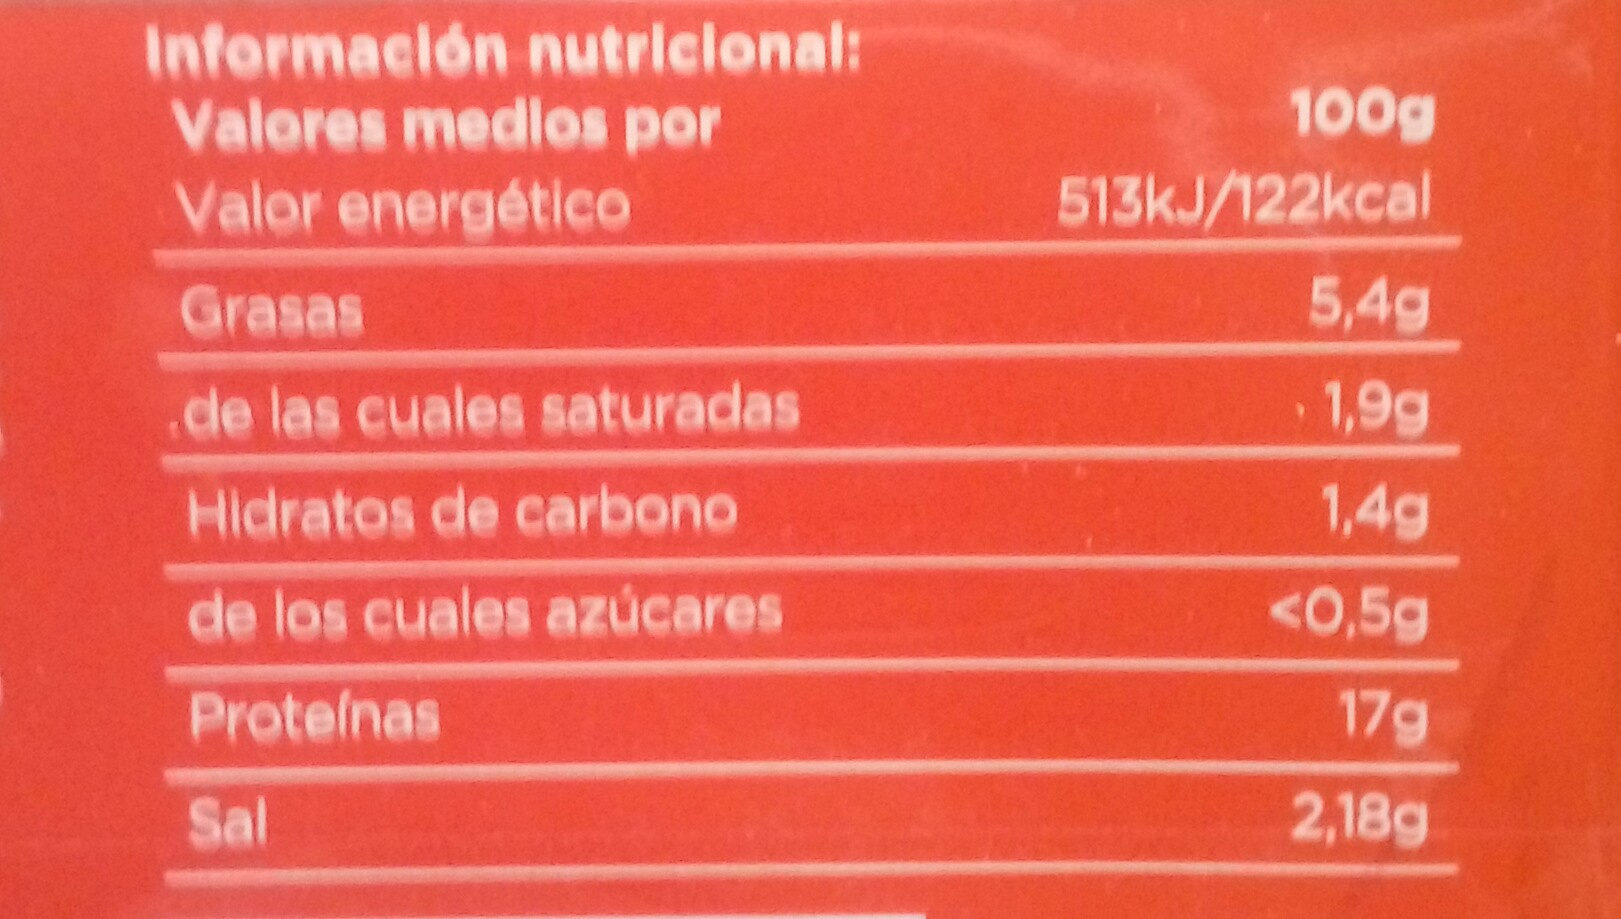 Información nutricional:
Valores medios por 100g
Valor energético 513kJ/122kcal
Grasas 5,4g
de las cuales saturadas 1,9g
Hidratos de carbono 1,4g
de los cuales azúcares <0,5g
Proteínas 17g
Sal 2,18g